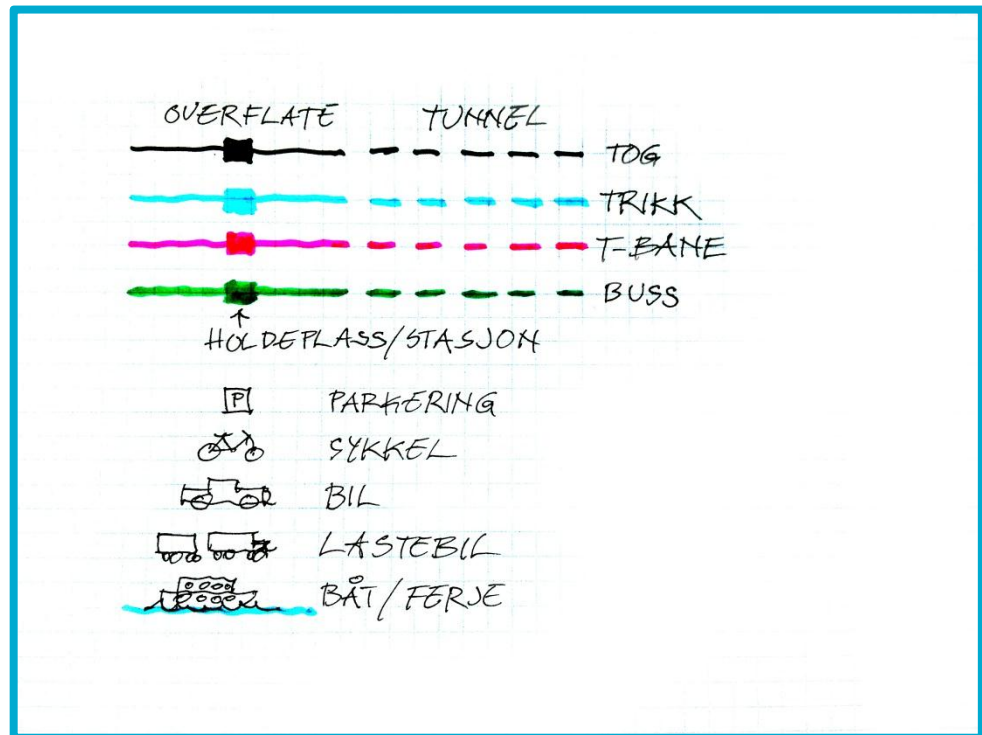 OVERFLATE TUNNEL
TOG
TRIKK
T-BANE
BUSS
↑
HOLDEPLASS/STASJON
P PARKERING
SYKKEL
BIL
LASTEBIL
BÅT/FERJE